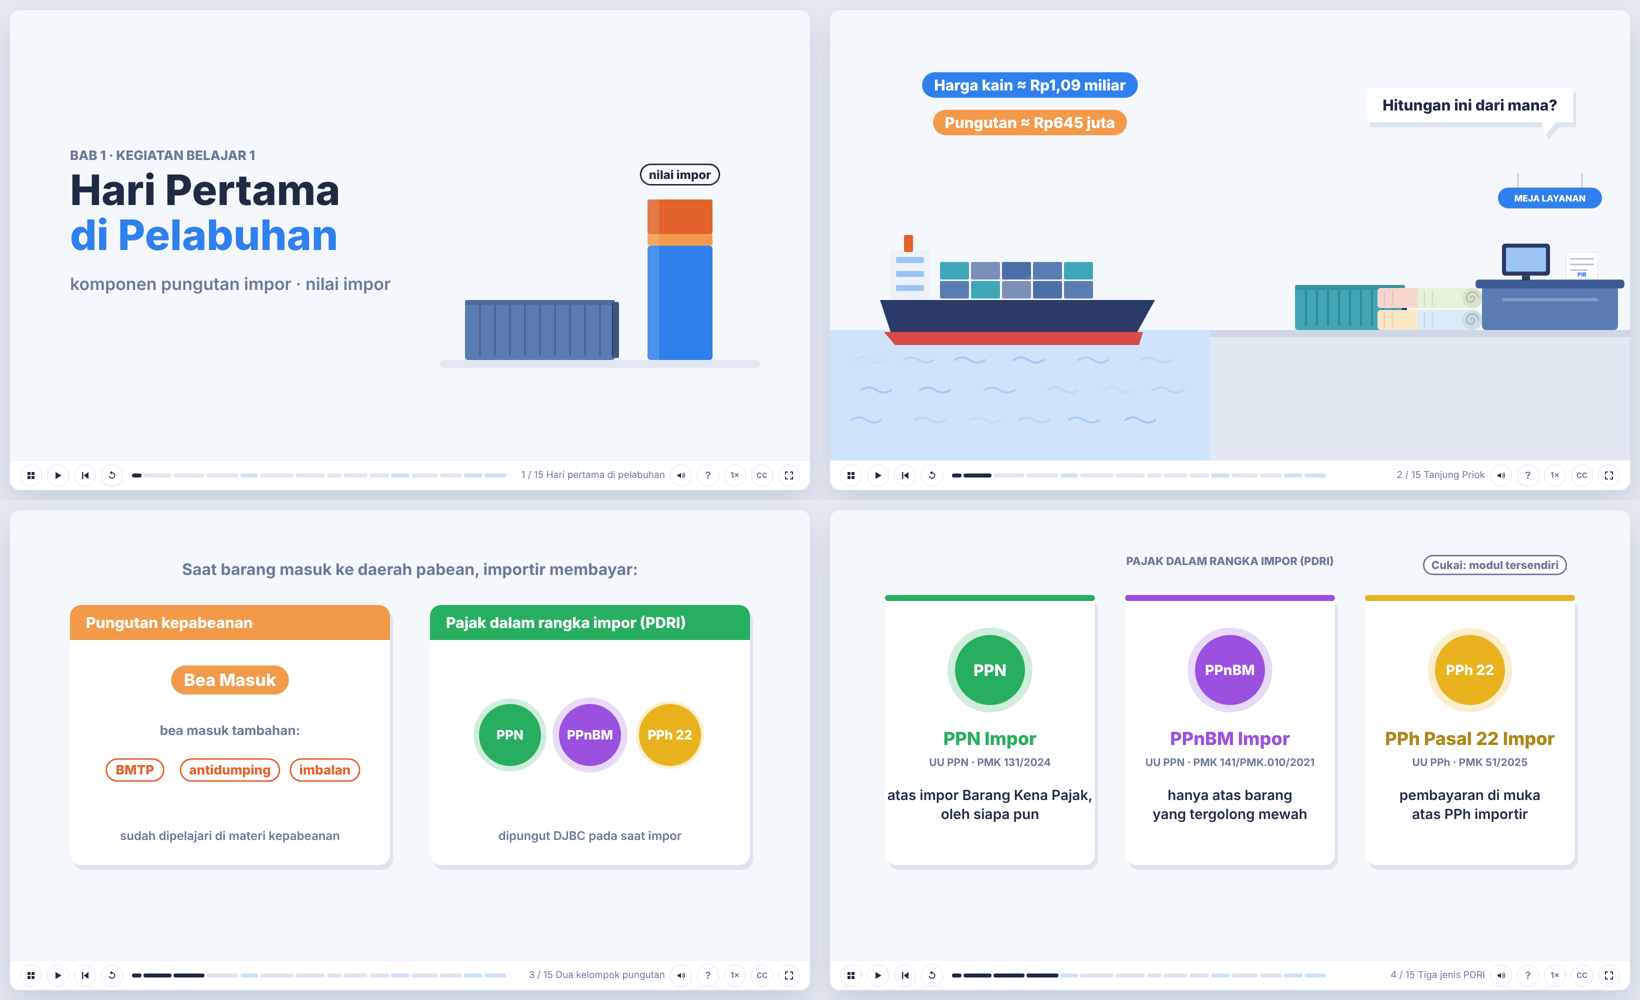 BAB 1 · KEGIATAN BELAJAR 1
Hari Pertama
di Pelabuhan
komponen pungutan impor · nilai impor
nilai impor
1 / 15 Hari pertama di pelabuhan
?
1×
CC
Harga kain ≈ Rp1,09 miliar
Pungutan ≈ Rp645 juta
Hitungan ini dari mana?
MEJA LAYANAN
PIB
2 / 15 Tanjung Priok
?
1×
CC
Saat barang masuk ke daerah pabean, importir membayar:
Pungutan kepabeanan
Bea Masuk
bea masuk tambahan:
BMTP
antidumping
imbalan
sudah dipelajari di materi kepabeanan
Pajak dalam rangka impor (PDRI)
PPN
PPnBM
PPh 22
dipungut DJBC pada saat impor
3 / 15 Dua kelompok pungutan
?
1×
CC
PAJAK DALAM RANGKA IMPOR (PDRI)
Cukai: modul tersendiri
PPN
PPN Impor
UU PPN · PMK 131/2024
atas impor Barang Kena Pajak,
oleh siapa pun
PPnBM
PPnBM Impor
UU PPN · PMK 141/PMK.010/2021
hanya atas barang
yang tergolong mewah
PPh 22
PPh Pasal 22 Impor
UU PPh · PMK 51/2025
pembayaran di muka
atas PPh importir
4 / 15 Tiga jenis PDRI
?
1×
CC